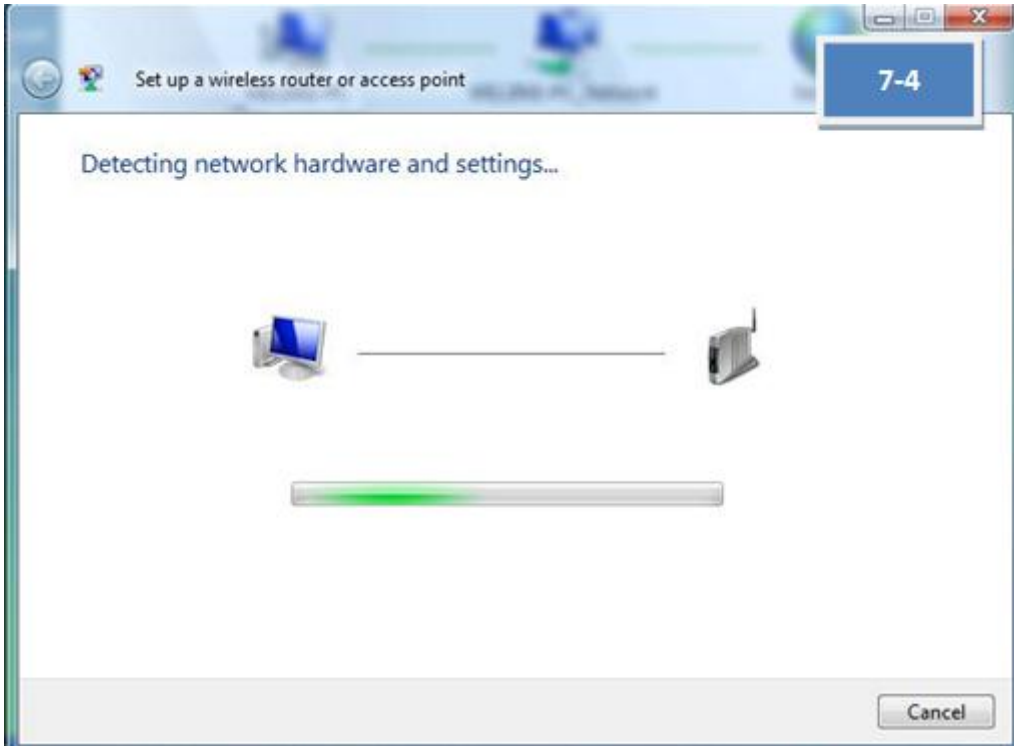 Set up a wireless router or access point
7-4
Detecting network hardware and settings...
Cancel